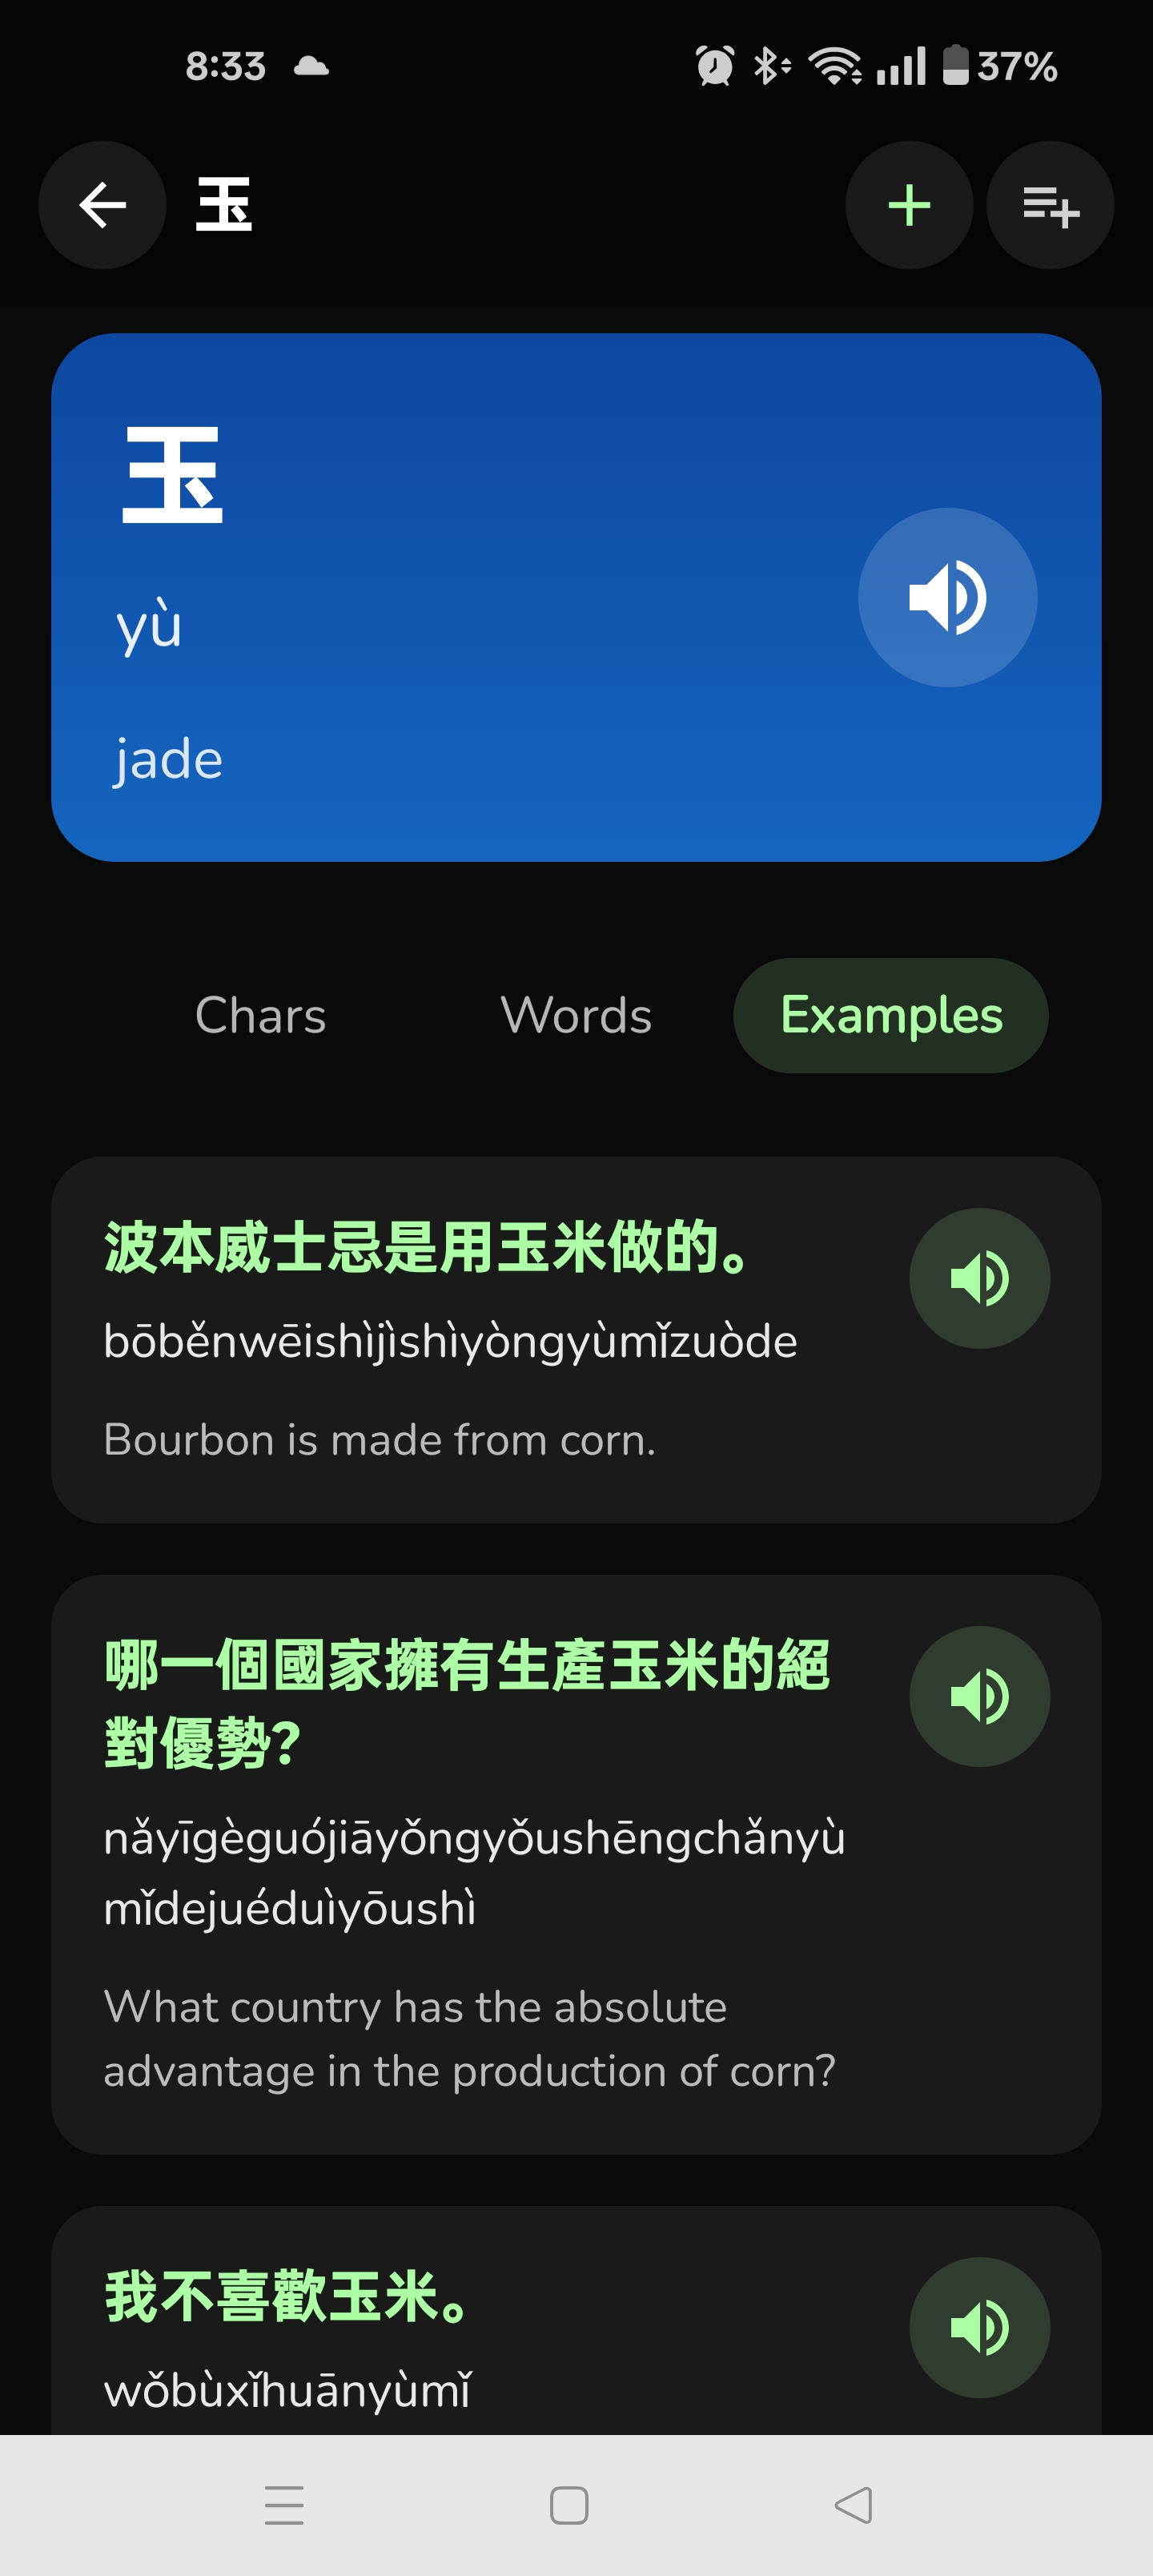 8:33
37%
玉
玉
yù
jade
Chars Words Examples
波本威士忌是用玉米做的。
bōběnwēishìjìshìyòngyùmǐzuòde
Bourbon is made from corn.
哪一個國家擁有生產玉米的絕
對優勢?
nǎyīgèguójiāyǒngyǒushēngchǎnyù
mǐdejuéduìyōushì
What country has the absolute
advantage in the production of corn?
我不喜歡玉米。
wǒbùxǐhuānyùmǐ